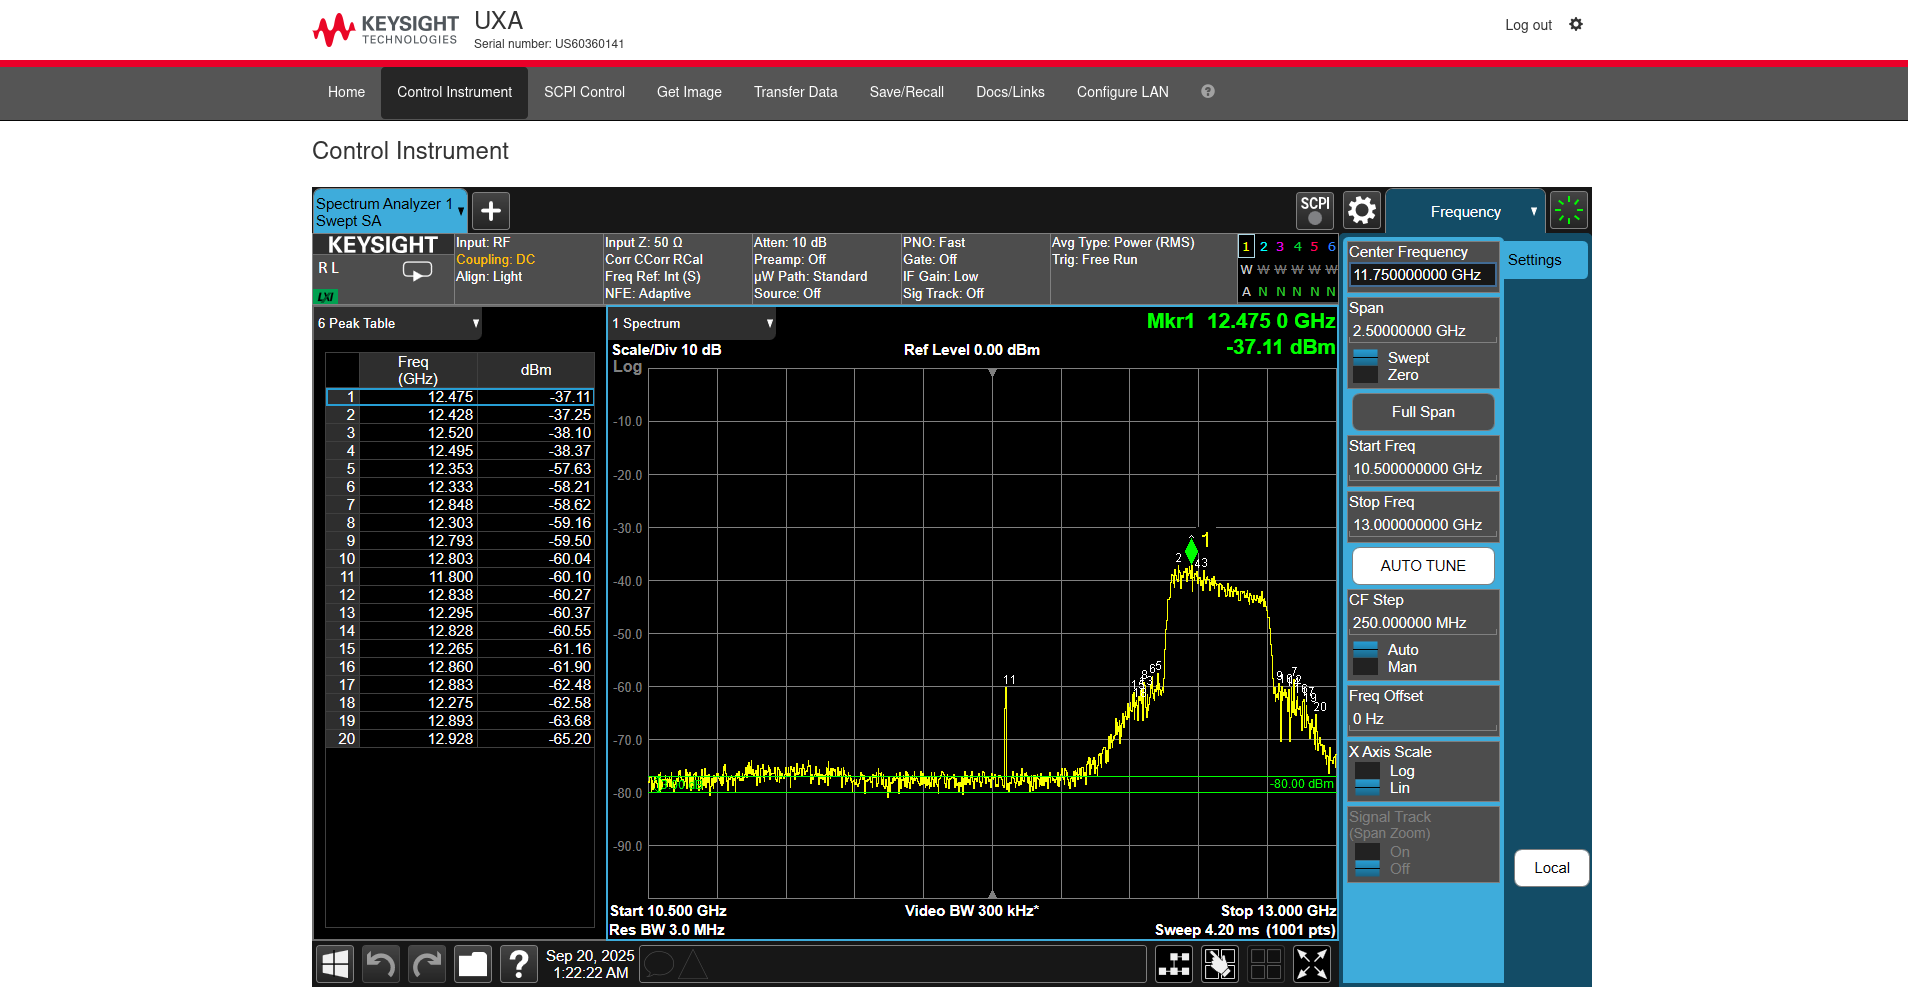 KEYSIGHT
TECHNOLOGIES
UXA
Serial number: US60360141
Log out
Home
Control Instrument
SCPI Control
Get Image
Transfer Data
Save/Recall
Docs/Links
Configure LAN
?
Control Instrument
Spectrum Analyzer 1
Swept SA
SCPI
Frequency
KEYSIGHT
R L
LXI
Input: RF
Coupling: DC
Align: Light
Input Z: 50 Ω
Corr CCorr RCal
Freq Ref: Int (S)
NFE: Adaptive
Atten: 10 dB
Preamp: Off
µW Path: Standard
Source: Off
PNO: Fast
Gate: Off
IF Gain: Low
Sig Track: Off
Avg Type: Power (RMS)
Trig: Free Run
1 2 3 4 5 6
W W W W W W
A N N N N N
6 Peak Table
Freq
(GHz)
dBm
1 12.475 -37.11
2 12.428 -37.25
3 12.520 -38.10
4 12.495 -38.37
5 12.353 -57.63
6 12.333 -58.21
7 12.848 -58.62
8 12.303 -59.16
9 12.793 -59.50
10 12.803 -60.04
11 11.800 -60.10
12 12.838 -60.27
13 12.295 -60.37
14 12.828 -60.55
15 12.265 -61.16
16 12.860 -61.90
17 12.883 -62.48
18 12.275 -62.58
19 12.893 -63.68
20 12.928 -65.20
1 Spectrum
Mkr1 12.475 0 GHz
-37.11 dBm
Scale/Div 10 dB
Ref Level 0.00 dBm
Log
-10.0
-20.0
-30.0
1
2
43
-40.0
-50.0
-60.0
11
20
-70.0
-80.0
-80.00 dBm
-90.0
Start 10.500 GHz
Video BW 300 kHz*
Stop 13.000 GHz
Res BW 3.0 MHz
Sweep 4.20 ms (1001 pts)
Center Frequency
11.750000000 GHz
Settings
Span
2.50000000 GHz
Swept
Zero
Full Span
Start Freq
10.500000000 GHz
Stop Freq
13.000000000 GHz
AUTO TUNE
CF Step
250.000000 MHz
Auto
Man
Freq Offset
0 Hz
X Axis Scale
Log
Lin
Signal Track
(Span Zoom)
On
Off
Local
?
Sep 20, 2025
1:22:22 AM